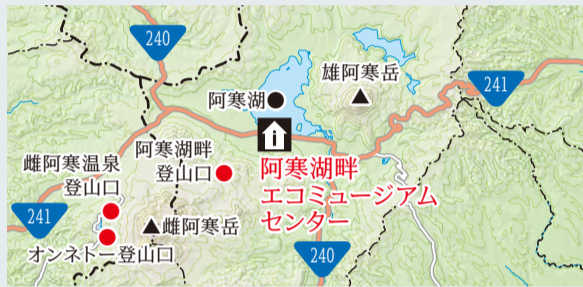 240
雄阿寒岳
241
阿寒湖
阿寒湖畔
登山口
阿寒湖畔
エコミュージアム
センター
雌阿寒温泉
登山口
241
雌阿寒岳
オンネトー登山口
240